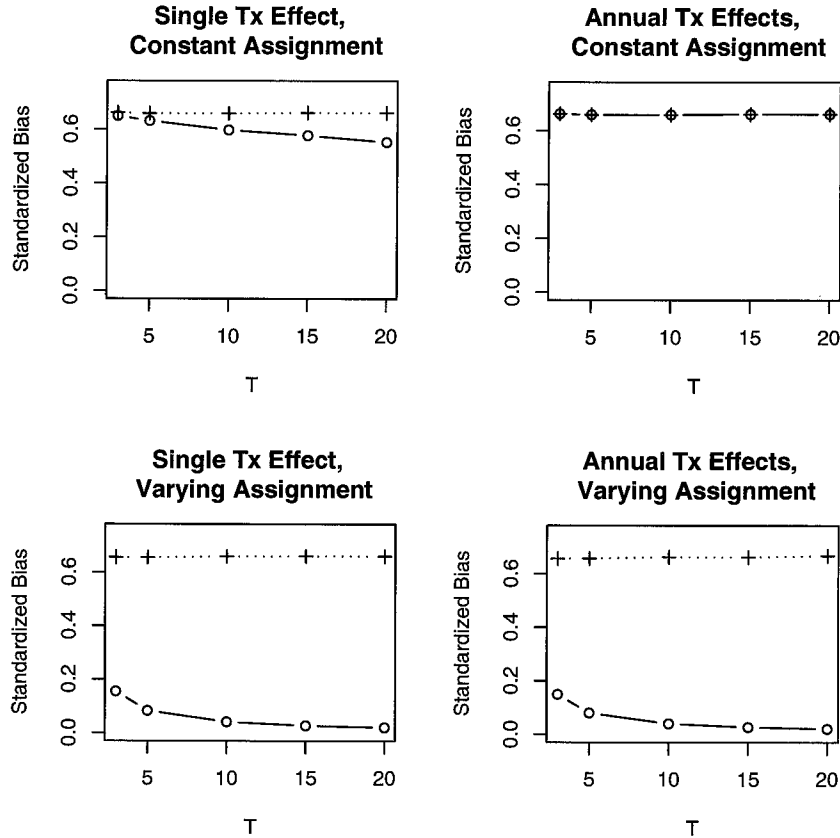 Single Tx Effect,
Constant Assignment
Standardized Bias
0.0 0.2 0.4 0.6
5 10 15 20
T
Annual Tx Effects,
Constant Assignment
Standardized Bias
0.0 0.2 0.4 0.6
5 10 15 20
T
Single Tx Effect,
Varying Assignment
Standardized Bias
0.0 0.2 0.4 0.6
5 10 15 20
T
Annual Tx Effects,
Varying Assignment
Standardized Bias
0.0 0.2 0.4 0.6
5 10 15 20
T